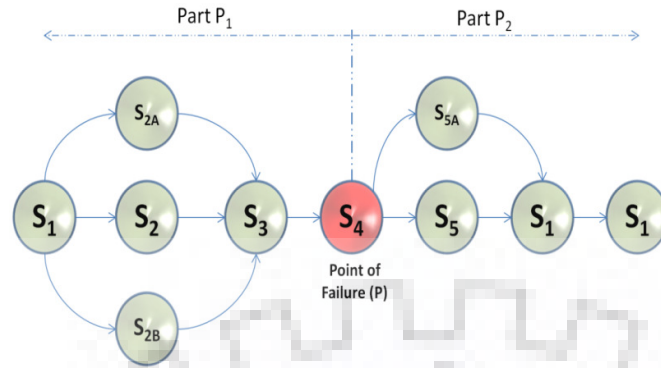 Part P₁ Part P₂
S₂A S₅A
S₁ S₂ S₃ S₄ S₅ S₁ S₁
Point of
Failure (P)
S₂B